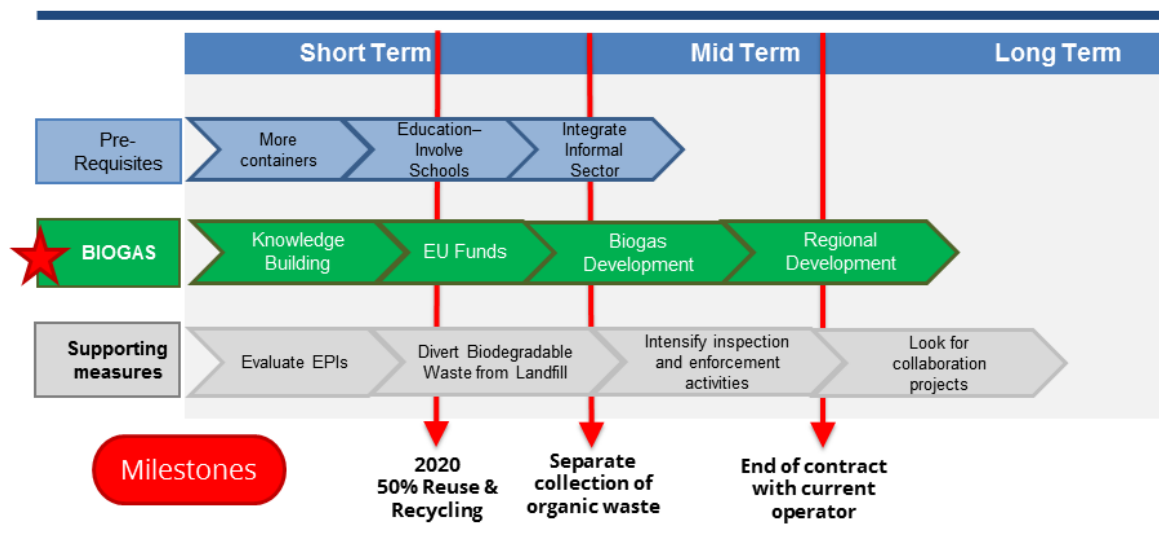 Short Term
Mid Term
Long Term
Pre-
Requisites
More
containers
Education–
Involve
Schools
Integrate
Informal
Sector
BIOGAS
Knowledge
Building
EU Funds
Biogas
Development
Regional
Development
Supporting
measures
Evaluate EPIs
Divert Biodegradable
Waste from Landfill
Intensify inspection
and enforcement
activities
Look for
collaboration
projects
Milestones
2020
50% Reuse &
Recycling
Separate
collection of
organic waste
End of contract
with current
operator